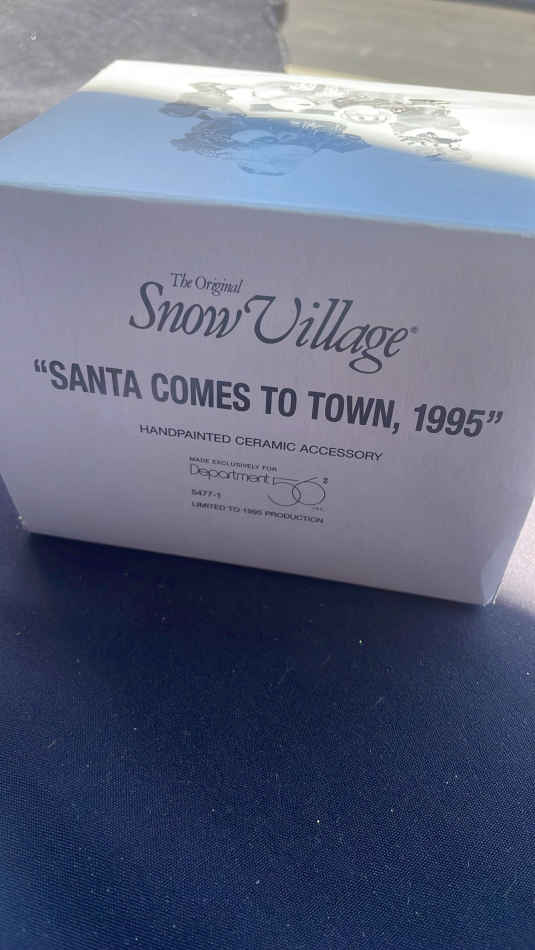 The Original
Snow Village®
"SANTA COMES TO TOWN, 1995"
HANDPAINTED CERAMIC ACCESSORY
MADE EXCLUSIVELY FOR
Department 56®
INC.
5477-1
LIMITED TO 1995 PRODUCTION